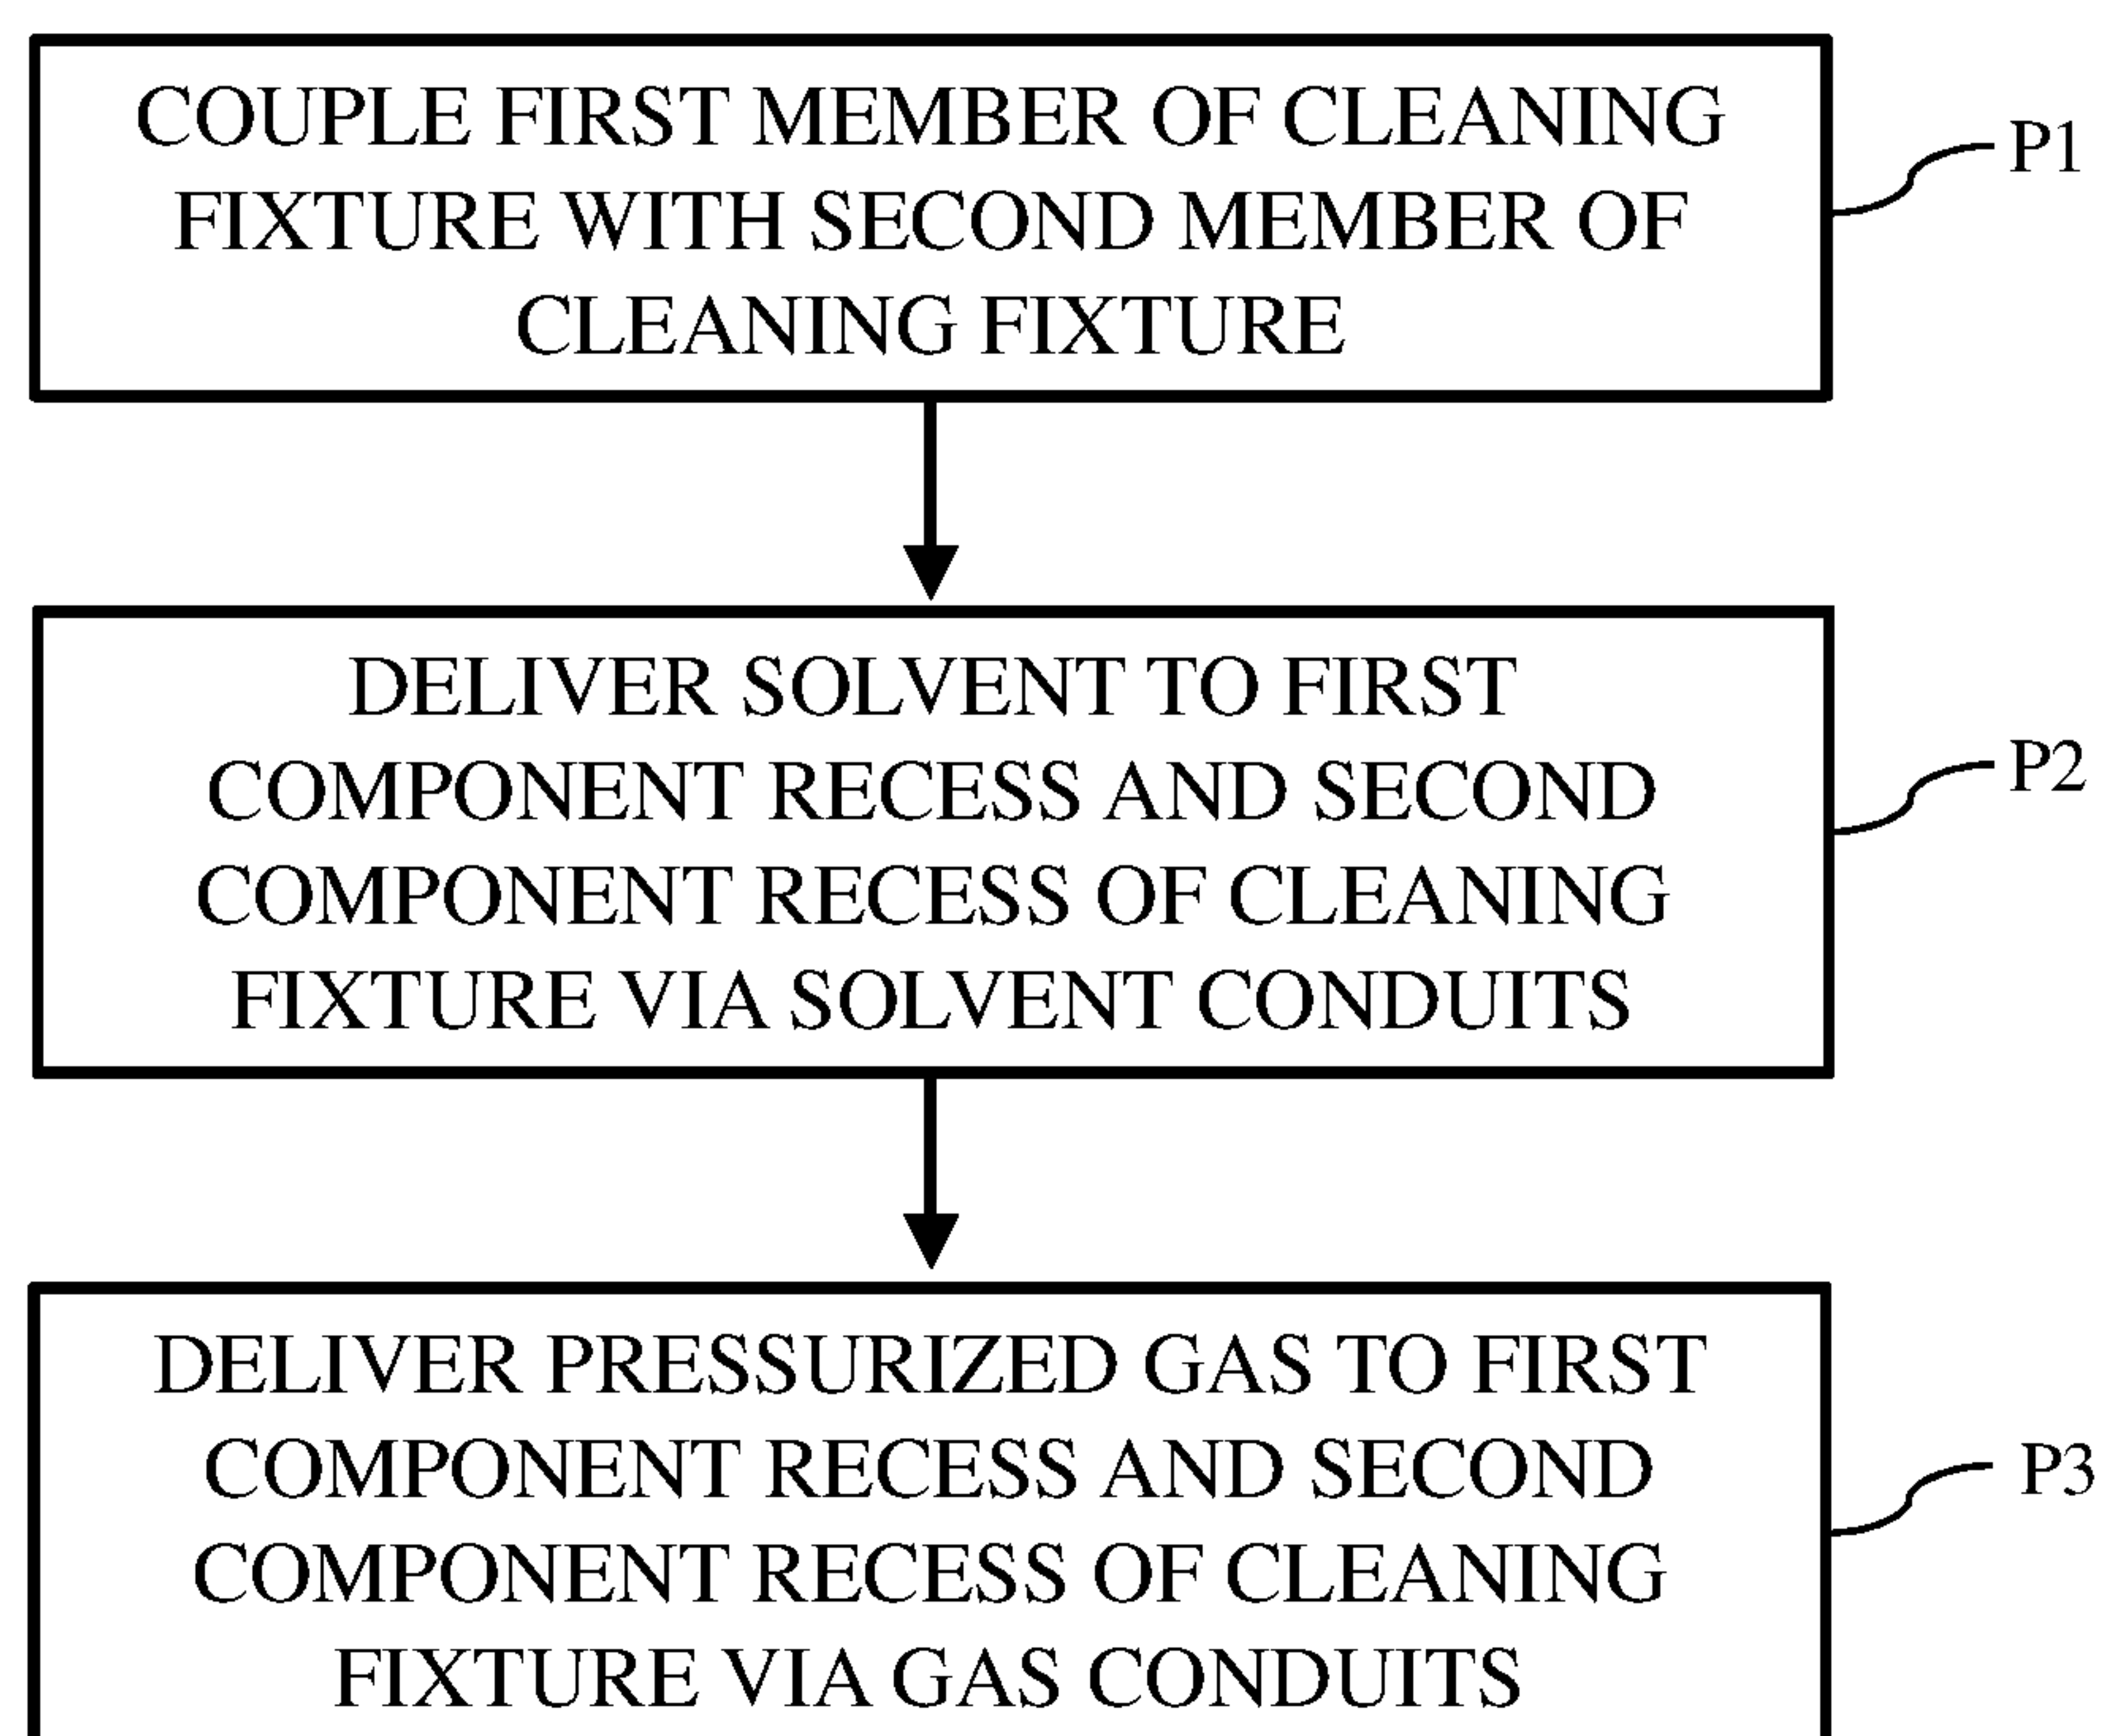 COUPLE FIRST MEMBER OF CLEANING
FIXTURE WITH SECOND MEMBER OF
CLEANING FIXTURE
P1
DELIVER SOLVENT TO FIRST
COMPONENT RECESS AND SECOND
COMPONENT RECESS OF CLEANING
FIXTURE VIA SOLVENT CONDUITS
P2
DELIVER PRESSURIZED GAS TO FIRST
COMPONENT RECESS AND SECOND
COMPONENT RECESS OF CLEANING
FIXTURE VIA GAS CONDUITS
P3